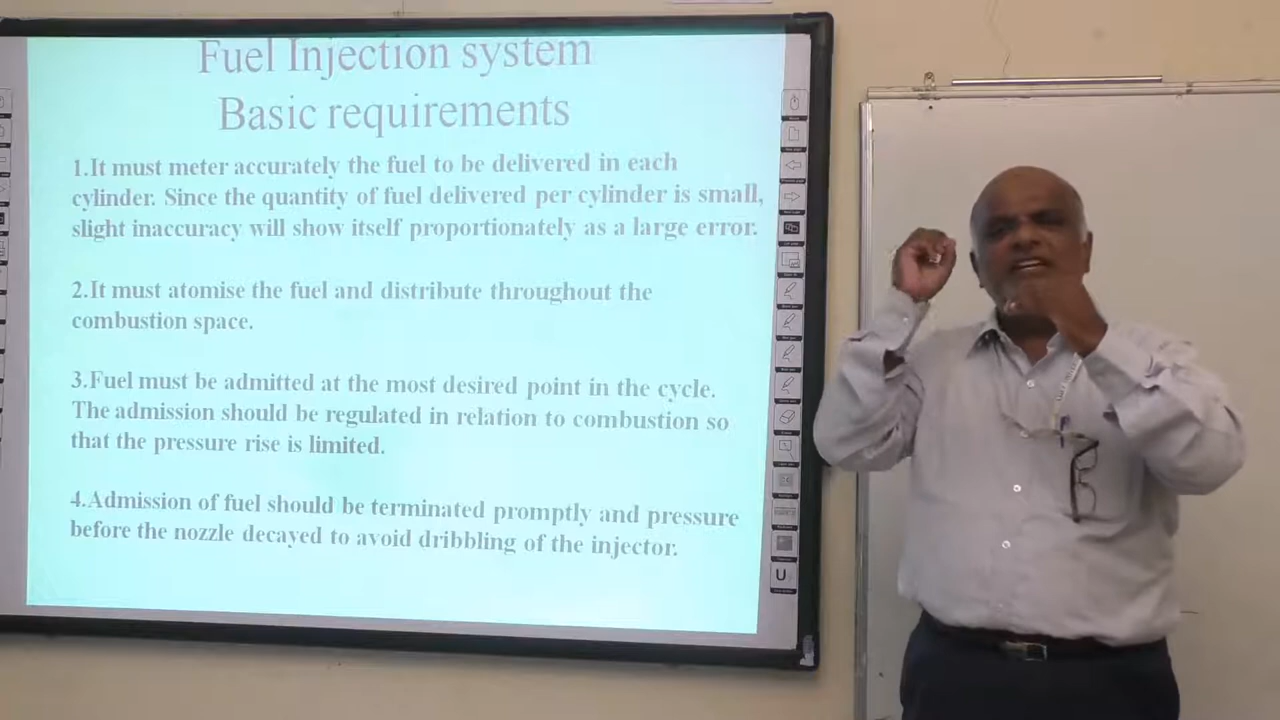 Fuel Injection system
Basic requirements
1.It must meter accurately the fuel to be delivered in each
cylinder. Since the quantity of fuel delivered per cylinder is small,
slight inaccuracy will show itself proportionately as a large error.
2.It must atomise the fuel and distribute throughout the
combustion space.
3.Fuel must be admitted at the most desired point in the cycle.
The admission should be regulated in relation to combustion so
that the pressure rise is limited.
4.Admission of fuel should be terminated promptly and pressure
before the nozzle decayed to avoid dribbling of the injector.
U